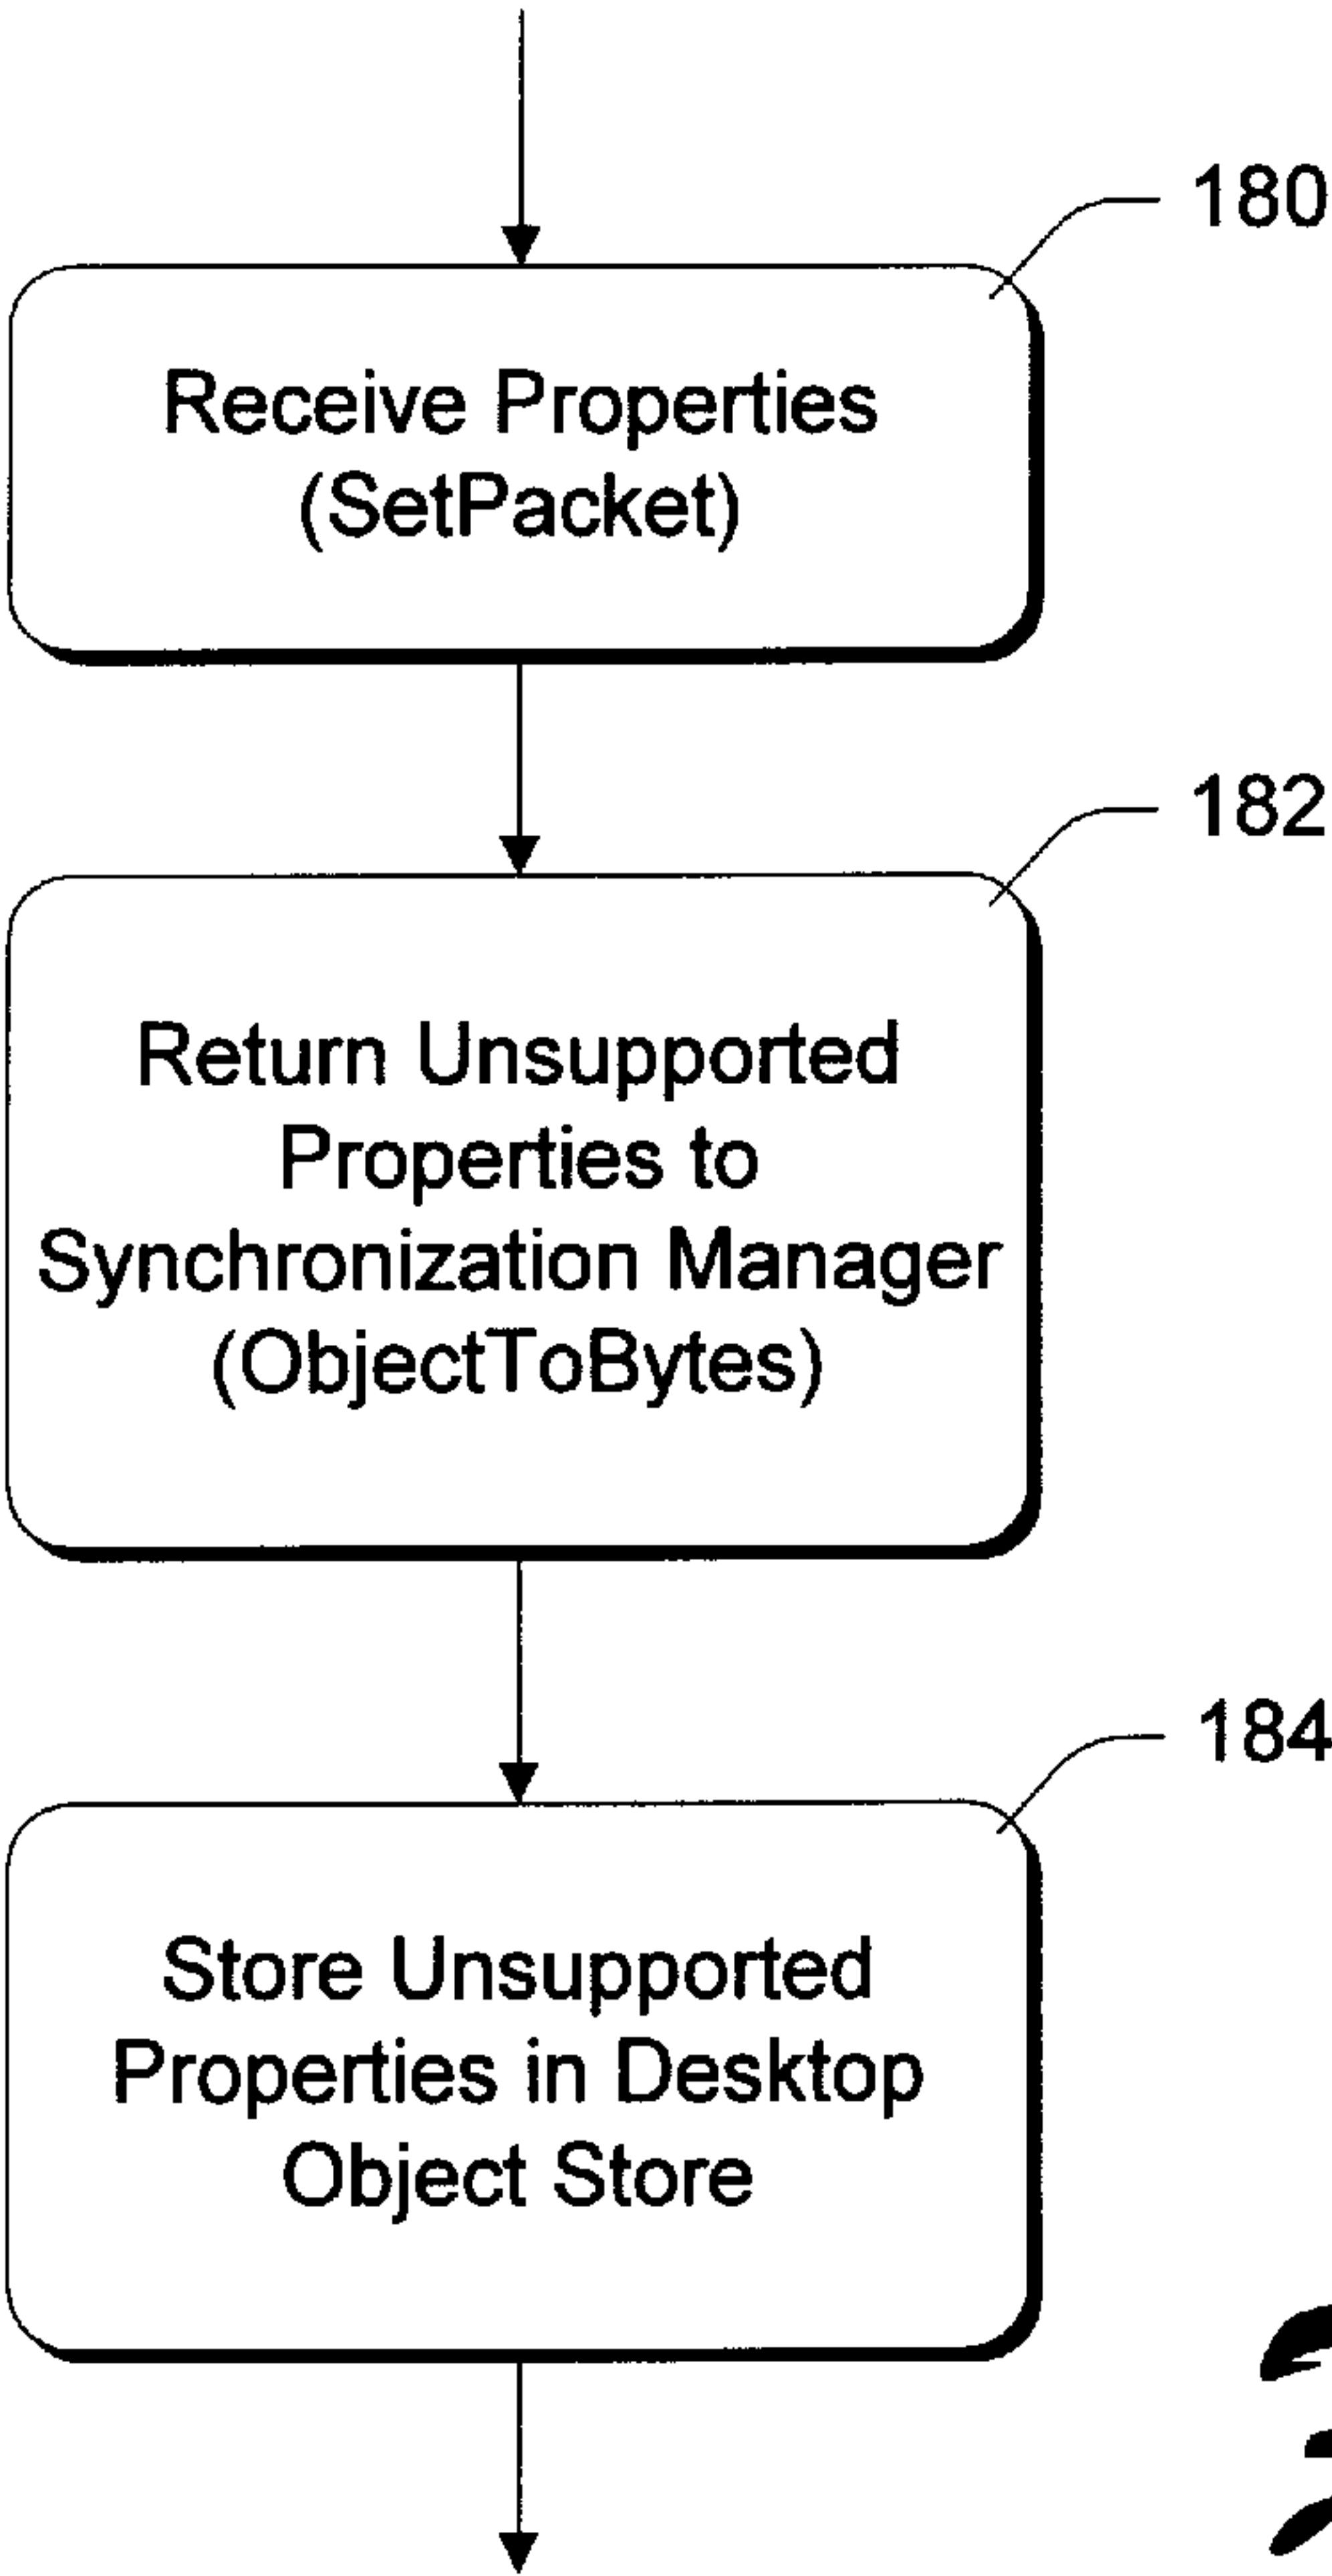 180
Receive Properties
(SetPacket)
182
Return Unsupported
Properties to
Synchronization Manager
(ObjectToBytes)
184
Store Unsupported
Properties in Desktop
Object Store